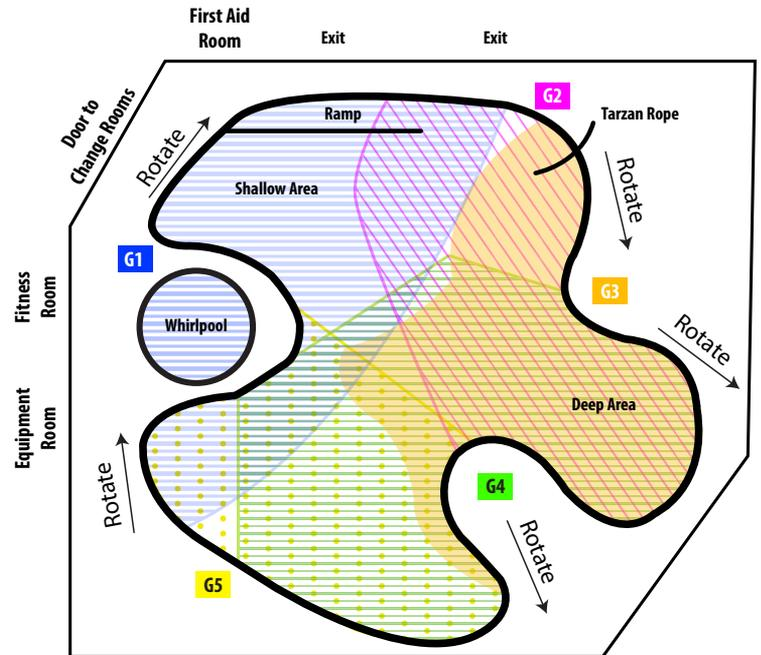 First Aid
Room
Exit
Exit
Door to
Change Rooms
G2
Ramp
Tarzan Rope
Rotate
Rotate
Shallow Area
G1
Fitness
Room
G3
Whirlpool
Rotate
Equipment
Room
Deep Area
Rotate
G4
Rotate
G5